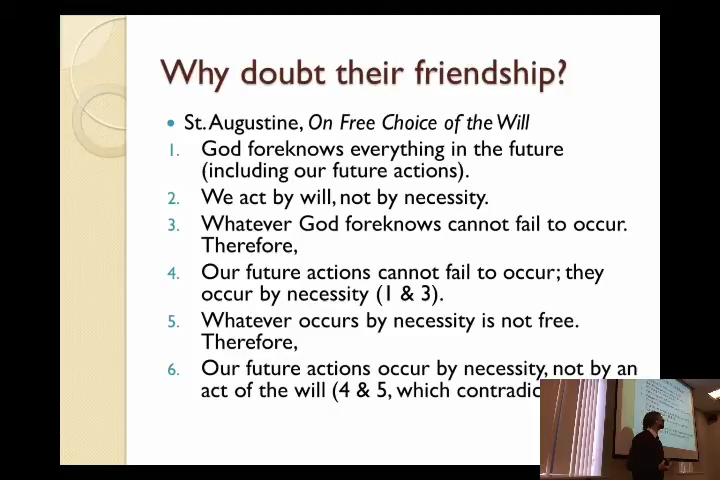 Why doubt their friendship?
St. Augustine, On Free Choice of the Will
1. God foreknows everything in the future
(including our future actions).
2. We act by will, not by necessity.
3. Whatever God foreknows cannot fail to occur.
Therefore,
4. Our future actions cannot fail to occur; they
occur by necessity (1 & 3).
5. Whatever occurs by necessity is not free.
Therefore,
6. Our future actions occur by necessity, not by an
act of the will (4 & 5, which